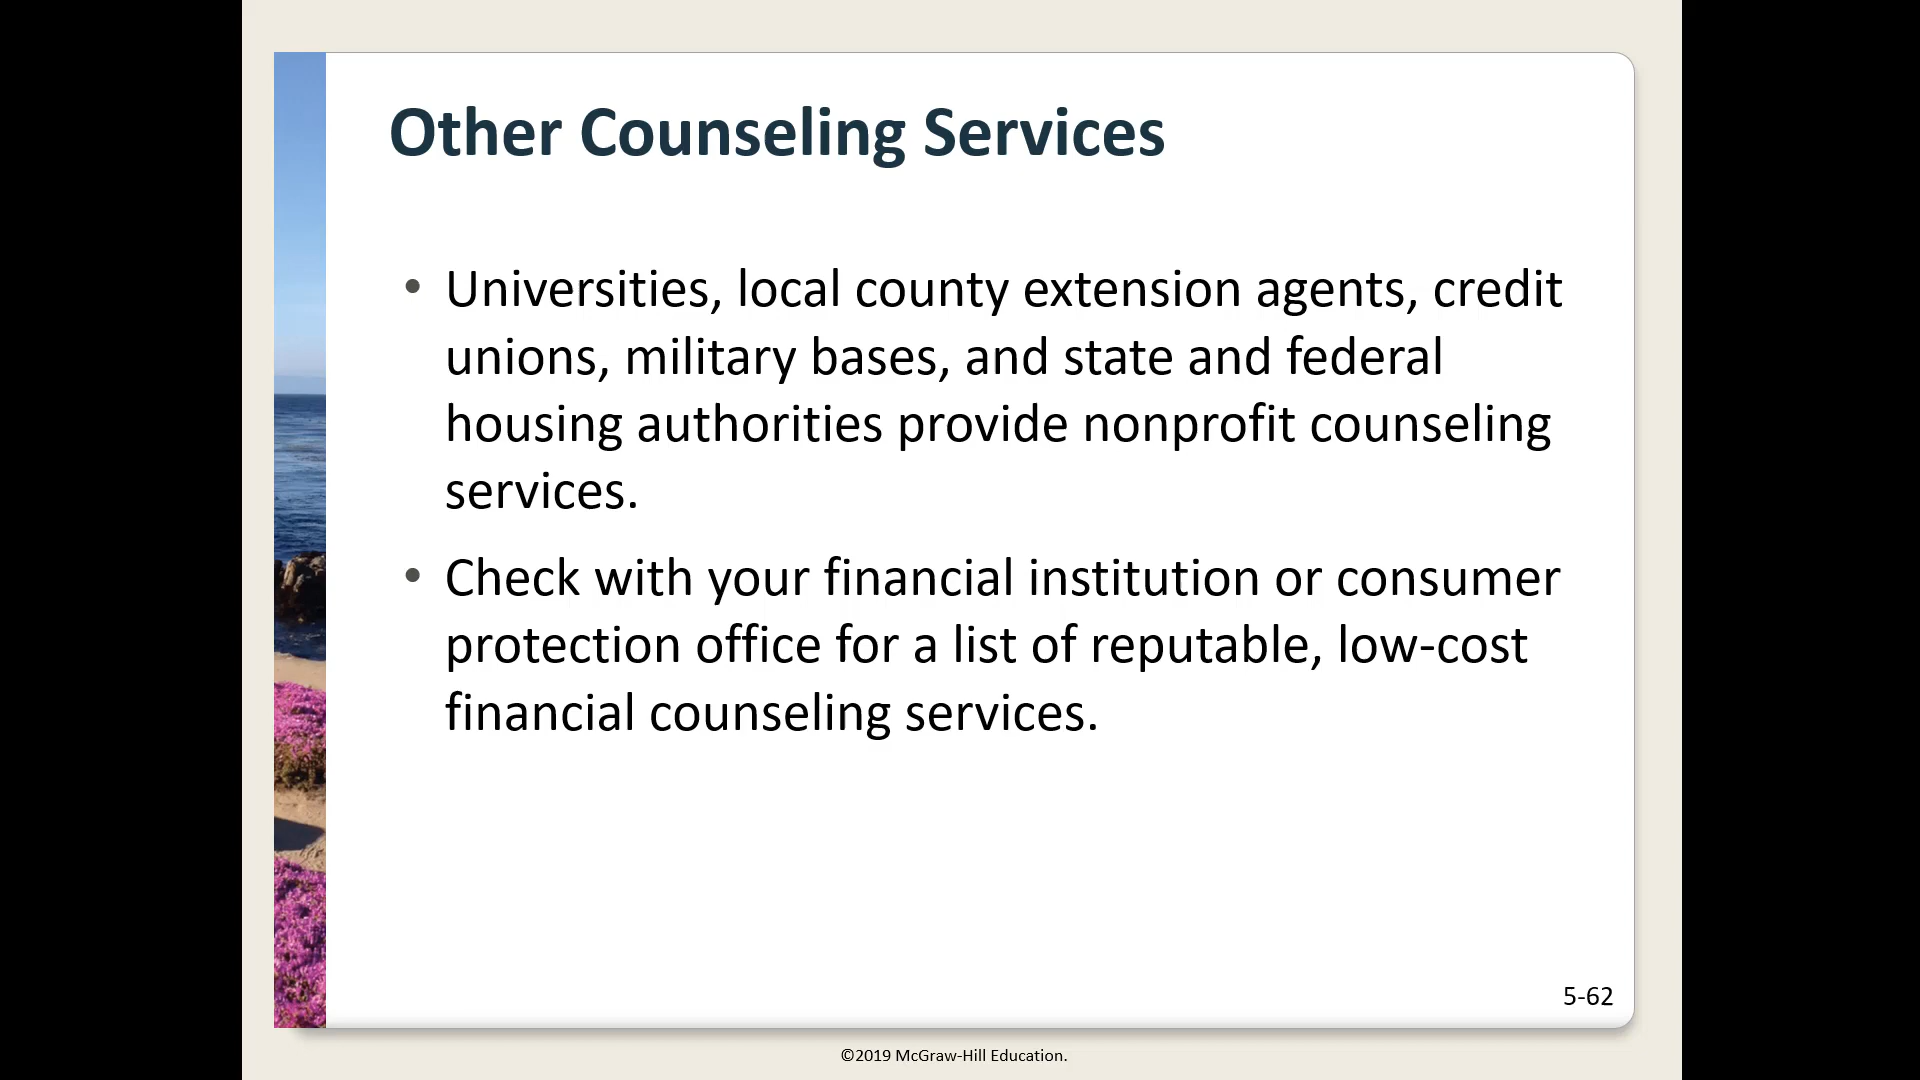 Other Counseling Services
• Universities, local county extension agents, credit
unions, military bases, and state and federal
housing authorities provide nonprofit counseling
services.
• Check with your financial institution or consumer
protection office for a list of reputable, low-cost
financial counseling services.
5-62
©2019 McGraw-Hill Education.